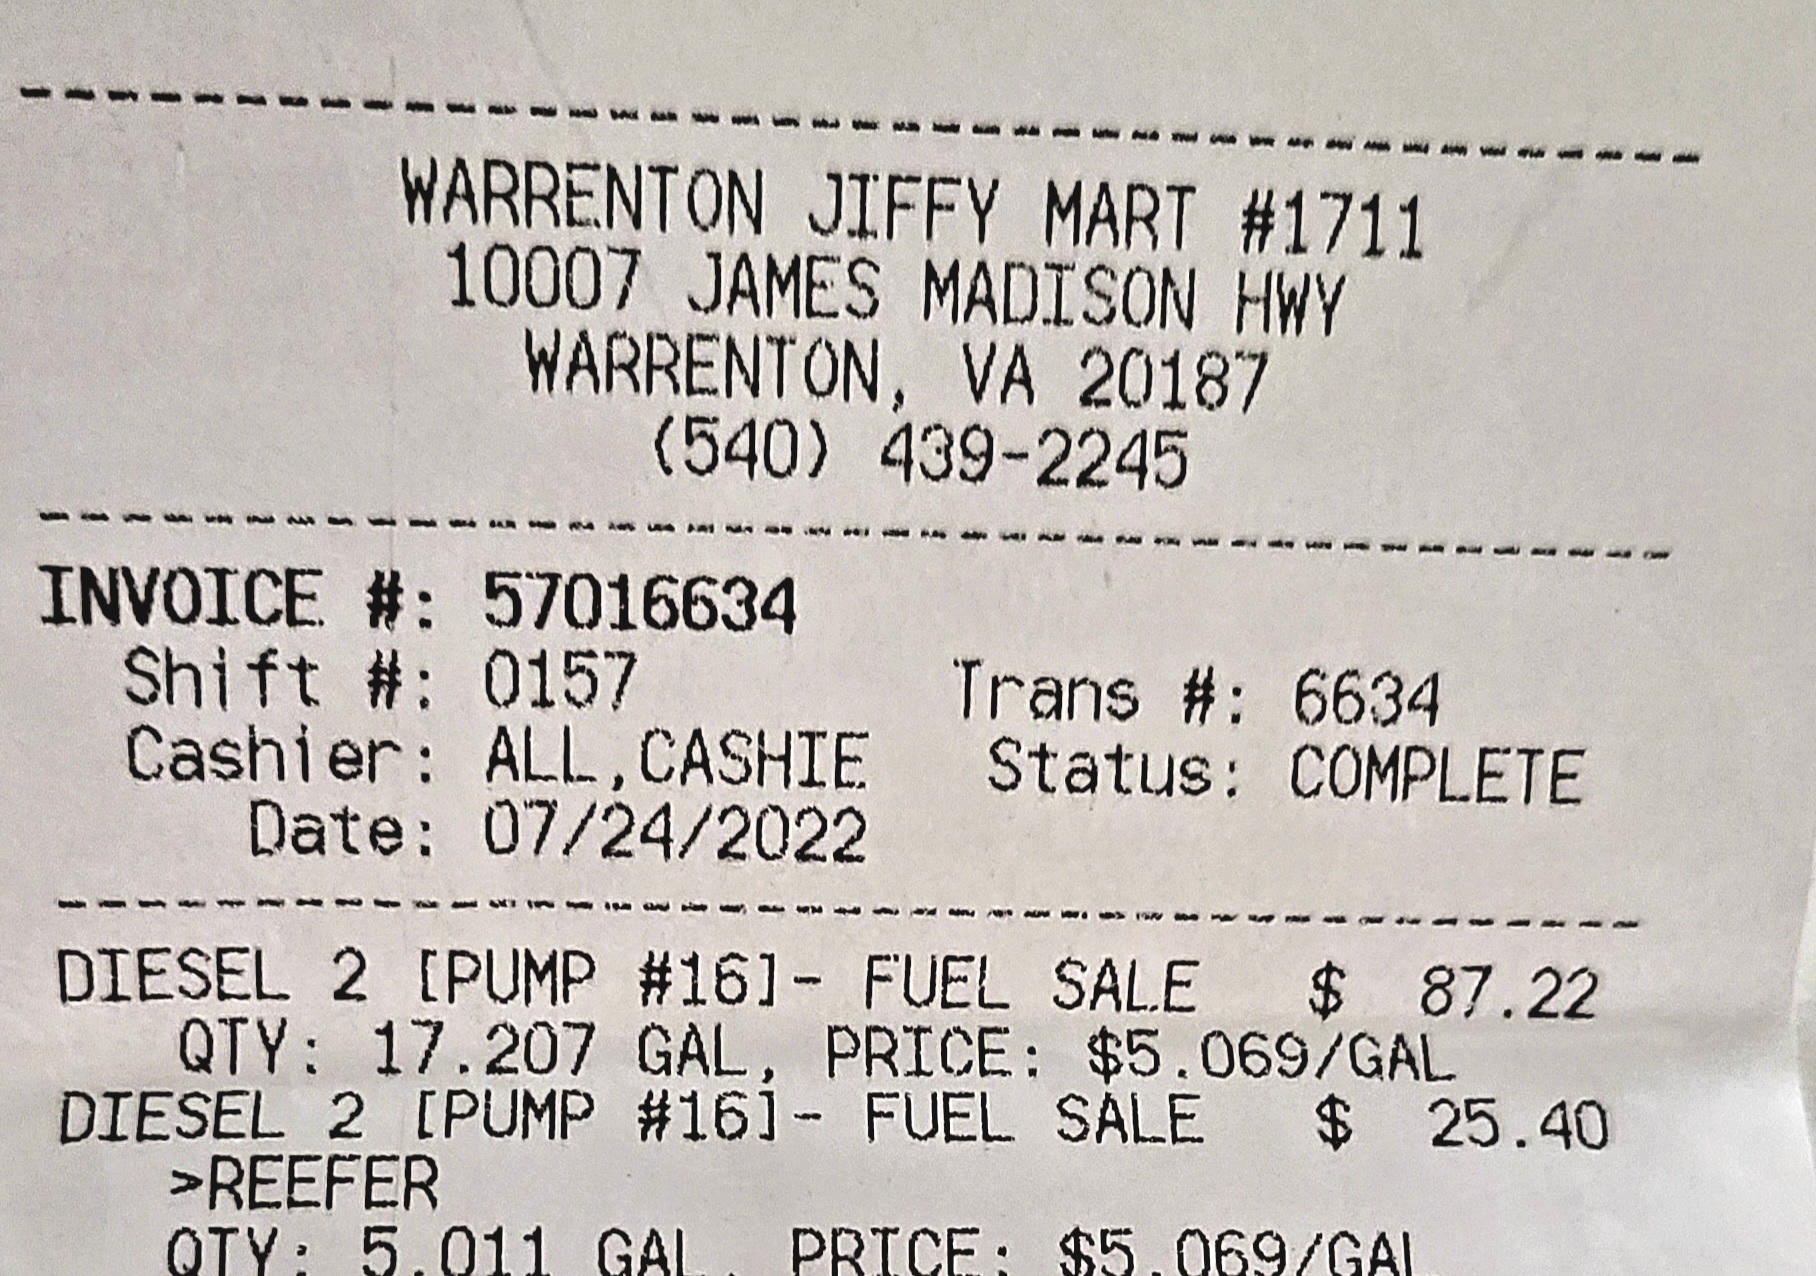 WARRENTON JIFFY MART #1711
10007 JAMES MADISON HWY
WARRENTON, VA 20187
(540) 439-2245
INVOICE #: 57016634
Shift #: 0157 Trans #: 6634
Cashier: ALL,CASHIE Status: COMPLETE
Date: 07/24/2022
DIESEL 2 [PUMP #16]- FUEL SALE $ 87.22
QTY: 17.207 GAL, PRICE: $5.069/GAL
DIESEL 2 [PUMP #16]- FUEL SALE $ 25.40
>REEFER
QTY: 5.011 GAL, PRICE: $5.069/GAL